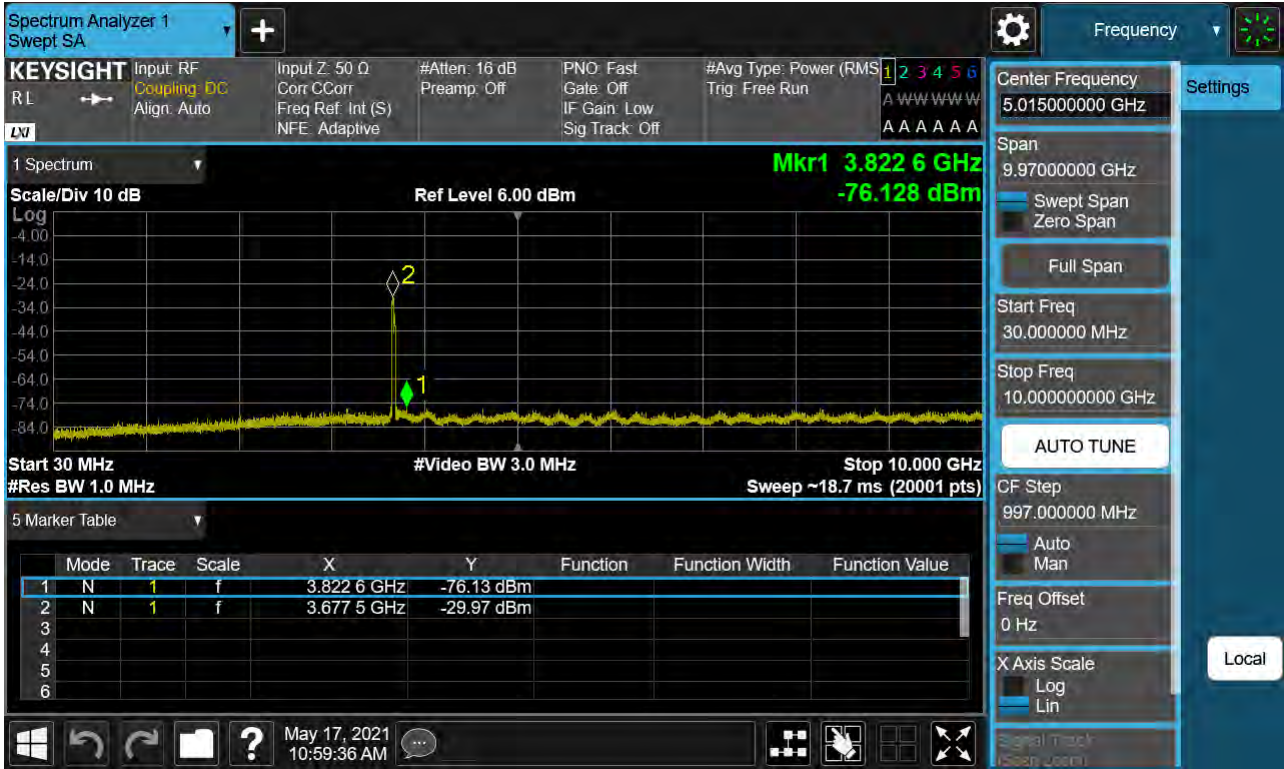 Spectrum Analyzer 1
Swept SA
+
Frequency
KEYSIGHT
RL
LXI
Input: RF
Coupling: DC
Align: Auto
Input Z: 50 Ω
Corr CCorr
Freq Ref: Int (S)
NFE: Adaptive
#Atten: 16 dB
Preamp: Off
PNO: Fast
Gate: Off
IF Gain: Low
Sig Track: Off
#Avg Type: Power (RMS
Trig: Free Run
1 2 3 4 5 6
A W W W W W
A A A A A A
1 Spectrum
Mkr1 3.822 6 GHz
Scale/Div 10 dB
Ref Level 6.00 dBm
-76.128 dBm
Log
-4.00
-14.0
-24.0
-34.0
-44.0
-54.0
-64.0
-74.0
-84.0
2
1
Start 30 MHz
#Video BW 3.0 MHz
Stop 10.000 GHz
#Res BW 1.0 MHz
Sweep ~18.7 ms (20001 pts)
5 Marker Table
Mode Trace Scale X Y Function Function Width Function Value
1 N 1 f 3.822 6 GHz -76.13 dBm
2 N 1 f 3.677 5 GHz -29.97 dBm
3
4
5
6
?
May 17, 2021
10:59:36 AM
Center Frequency
5.015000000 GHz
Settings
Span
9.97000000 GHz
Swept Span
Zero Span
Full Span
Start Freq
30.000000 MHz
Stop Freq
10.000000000 GHz
AUTO TUNE
CF Step
997.000000 MHz
Auto
Man
Freq Offset
0 Hz
X Axis Scale
Log
Lin
Local
Signal Track
(Span Zoom)